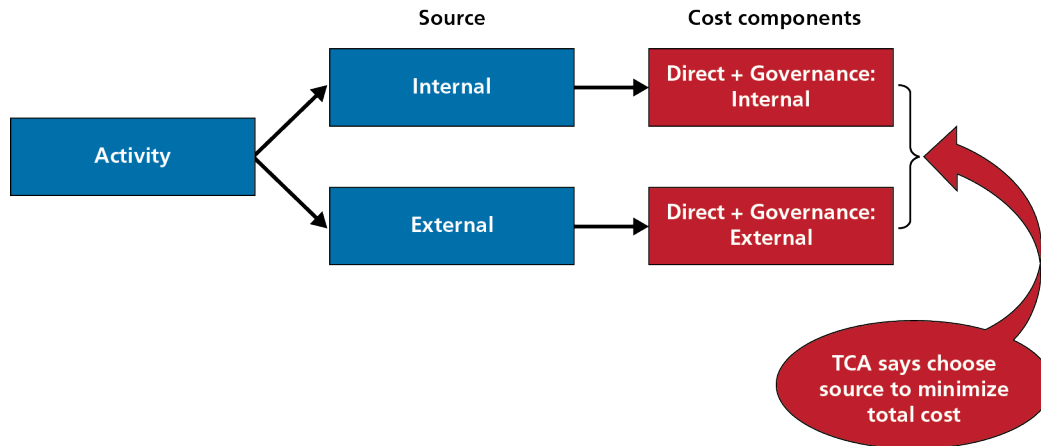 Source
Cost components
Internal
Direct + Governance:
Internal
Activity
External
Direct + Governance:
External
TCA says choose
source to minimize
total cost